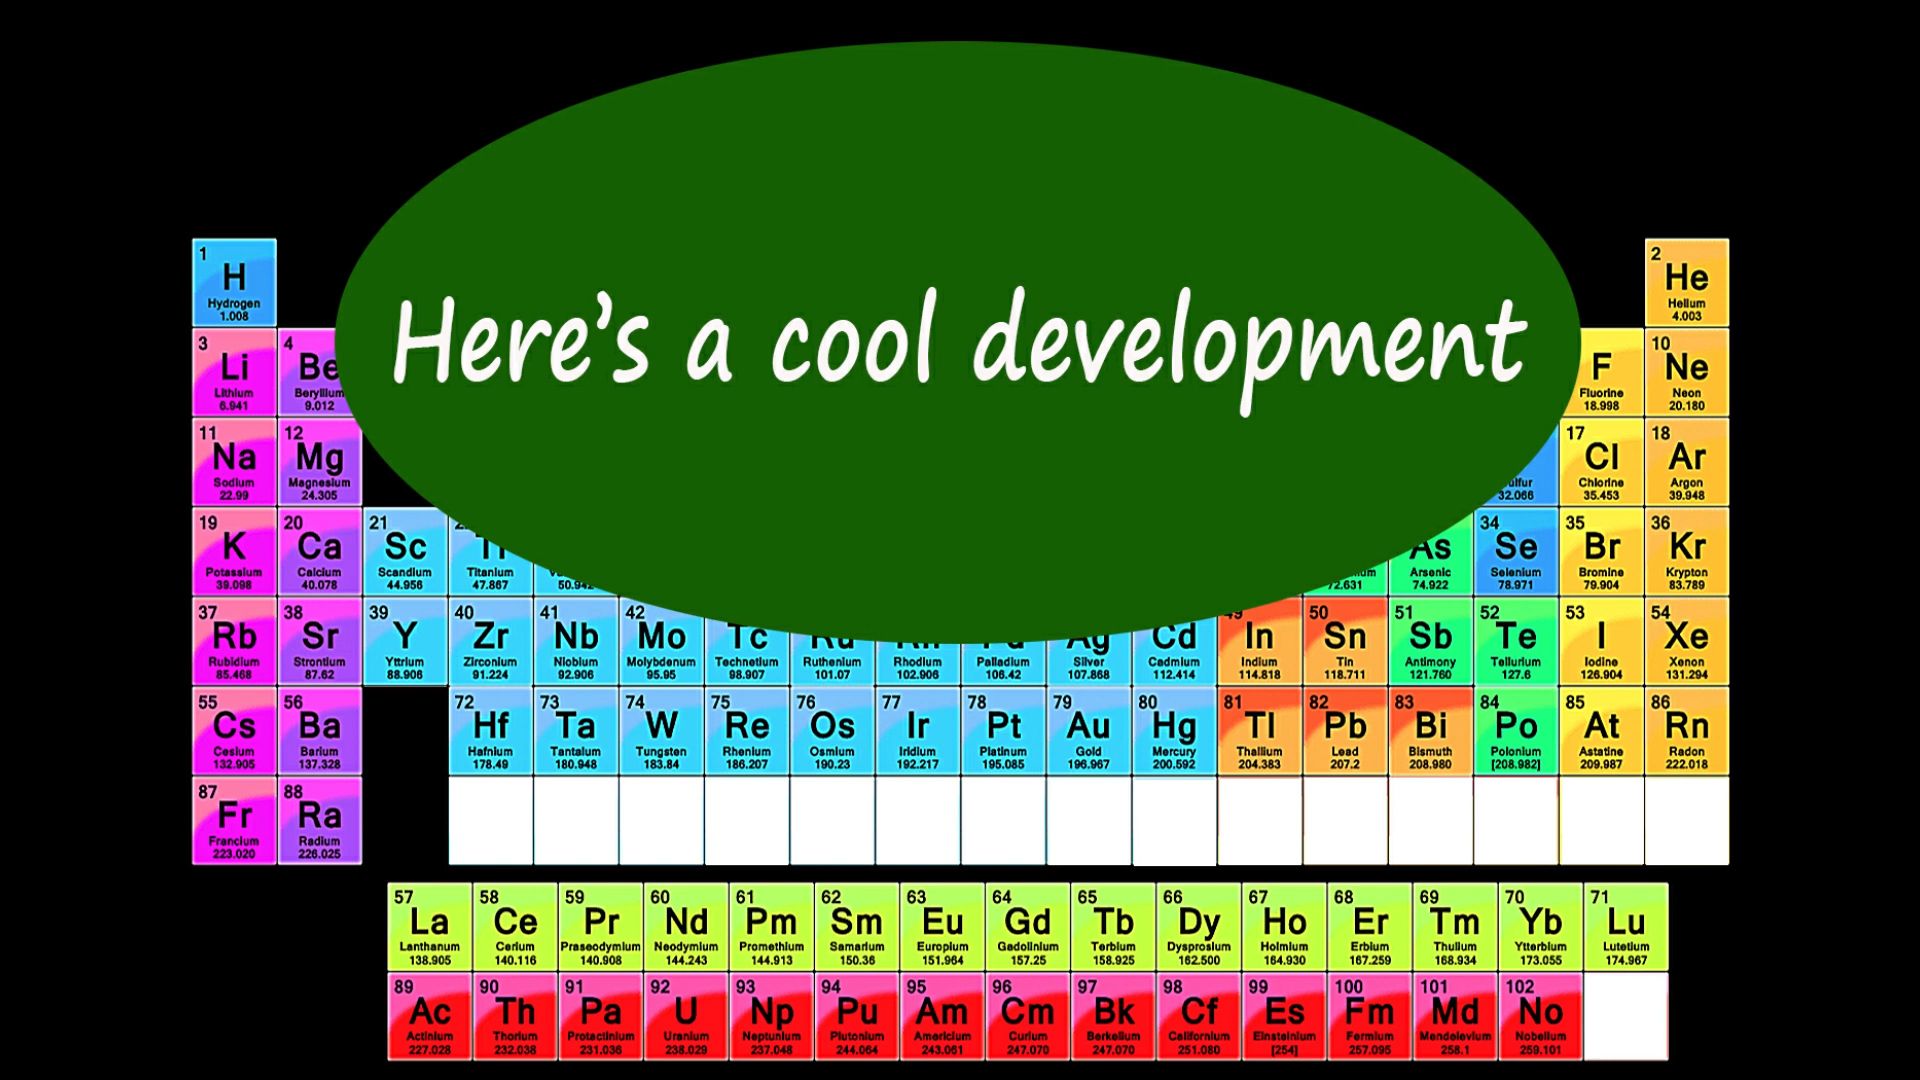 Here's a cool development
1 2
H He
Hydrogen Helium
1.008 4.003
3 4 10
Li Be F Ne
Lithium Beryllium Fluorine Neon
6.941 9.012 18.998 20.180
11 12 17 18
Na Mg Cl Ar
Sodium Magnesium Chlorine Argon
22.99 24.305 32.066 35.453 39.948
19 20 21 34 35 36
K Ca Sc Ti As Se Br Kr
Potassium Calcium Scandium Titanium Arsenic Selenium Bromine Krypton
39.098 40.078 44.956 47.867 50.942 72.631 74.922 78.971 79.904 83.789
37 38 39 40 41 42 49 50 51 52 53 54
Rb Sr Y Zr Nb Mo Tc Ru Rh Pd Ag Cd In Sn Sb Te I Xe
Rubidium Strontium Yttrium Zirconium Niobium Molybdenum Technetium Ruthenium Rhodium Palladium Silver Cadmium Indium Tin Antimony Tellurium Iodine Xenon
85.468 87.62 88.906 91.224 92.906 95.95 98.907 101.07 102.906 106.42 107.868 112.414 114.818 118.711 121.760 127.6 126.904 131.294
55 56 72 73 74 75 76 77 78 79 80 81 82 83 84 85 86
Cs Ba Hf Ta W Re Os Ir Pt Au Hg Tl Pb Bi Po At Rn
Cesium Barium Hafnium Tantalum Tungsten Rhenium Osmium Iridium Platinum Gold Mercury Thallium Lead Bismuth Polonium Astatine Radon
132.905 137.328 178.49 180.948 183.84 186.207 190.23 192.217 195.085 196.967 200.592 204.383 207.2 208.980 [208.982] 209.987 222.018
87 88
Fr Ra
Francium Radium
223.020 226.025
57 58 59 60 61 62 63 64 65 66 67 68 69 70 71
La Ce Pr Nd Pm Sm Eu Gd Tb Dy Ho Er Tm Yb Lu
Lanthanum Cerium Praseodymium Neodymium Promethium Samarium Europium Gadolinium Terbium Dysprosium Holmium Erbium Thulium Ytterbium Lutetium
138.905 140.116 140.908 144.243 144.913 150.36 151.964 157.25 158.925 162.500 164.930 167.259 168.934 173.055 174.967
89 90 91 92 93 94 95 96 97 98 99 100 101 102
Ac Th Pa U Np Pu Am Cm Bk Cf Es Fm Md No
Actinium Thorium Protactinium Uranium Neptunium Plutonium Americium Curium Berkelium Californium Einsteinium Fermium Mendelevium Nobelium
227.028 232.038 231.036 238.029 237.048 244.064 243.061 247.070 247.070 251.080 [254] 257.095 258.1 259.101